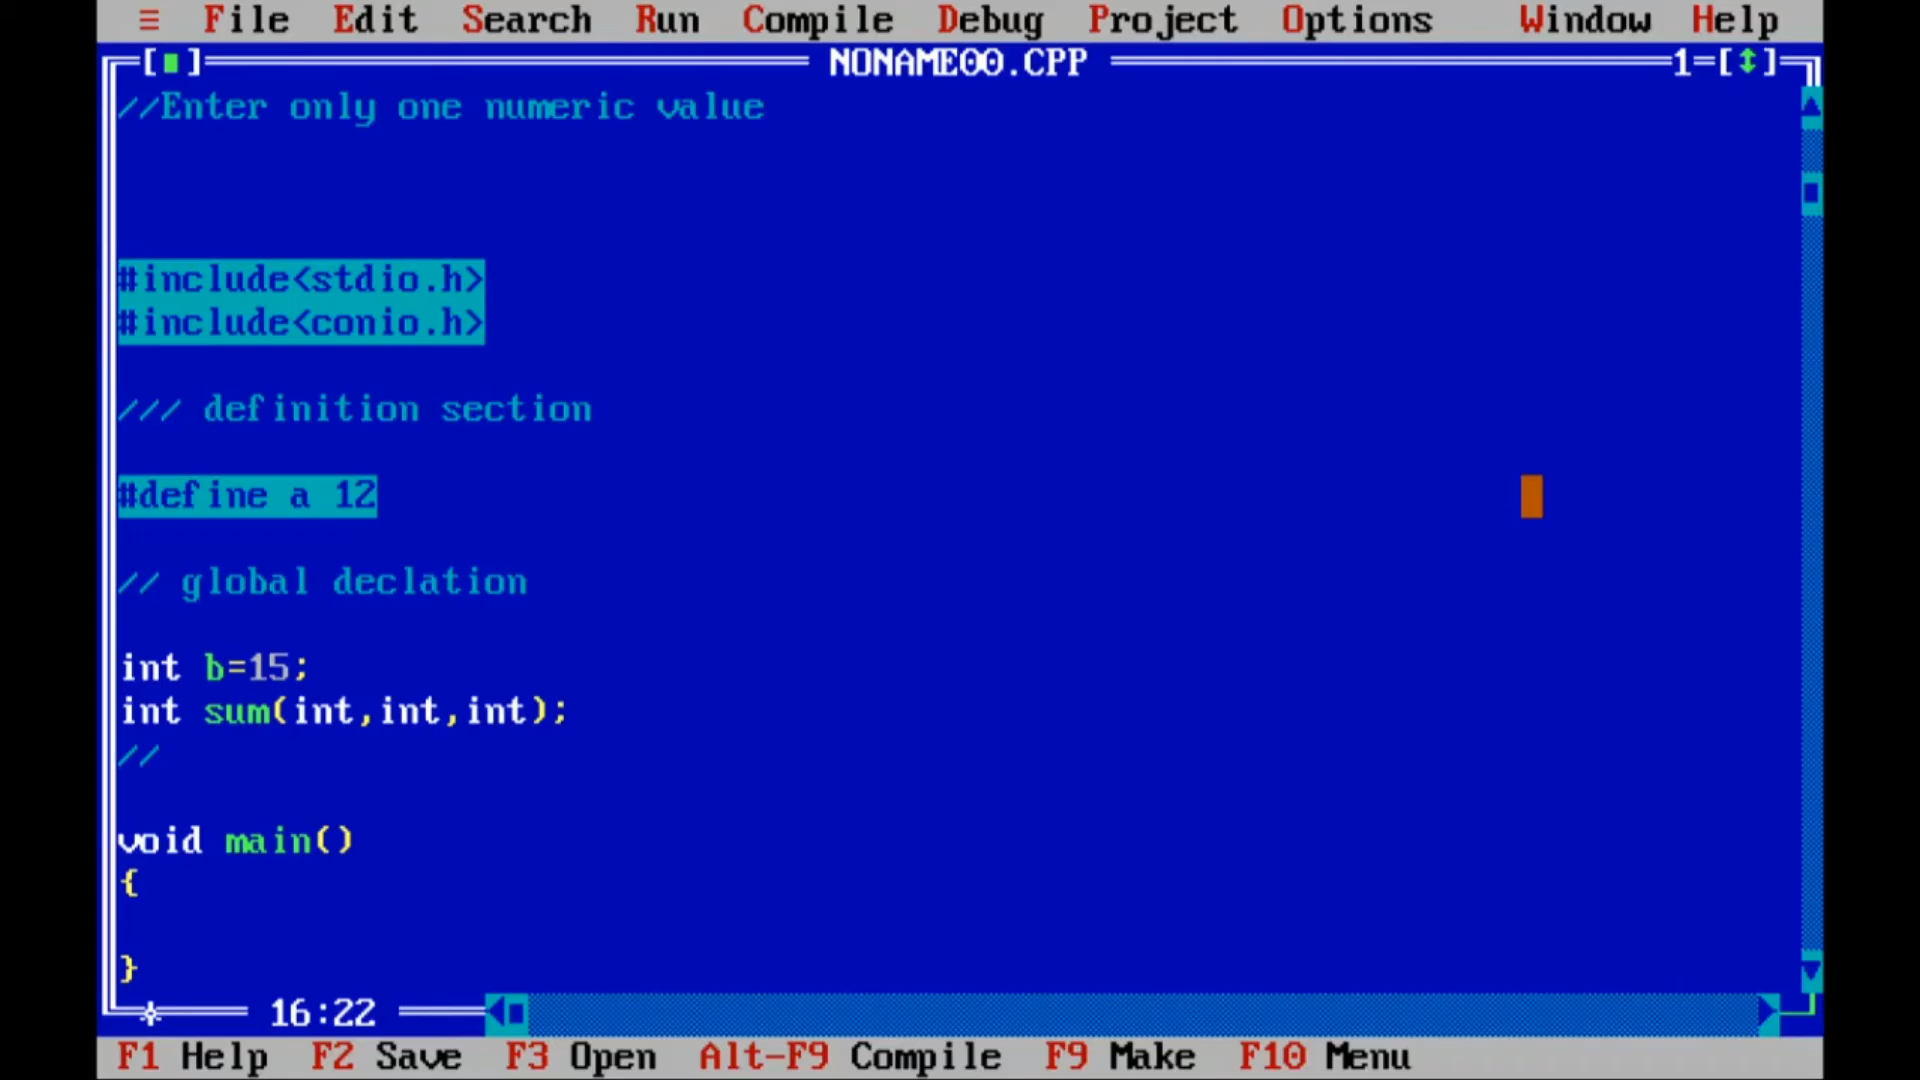 ≡ File Edit Search Run Compile Debug Project Options Window Help
[■] NONAME00.CPP 1=[↕]
//Enter only one numeric value
#include<stdio.h>
#include<conio.h>
/// definition section
#define a 12
// global declation
int b=15;
int sum(int,int,int);
//
void main()
{
}
16:22
F1 Help F2 Save F3 Open Alt-F9 Compile F9 Make F10 Menu